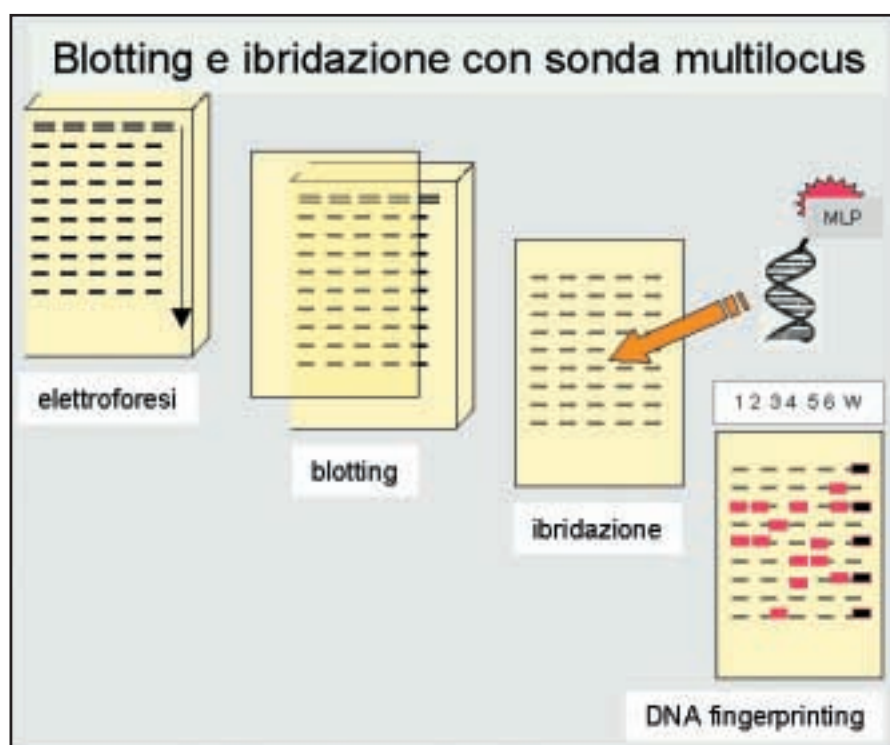 Blotting e ibridazione con sonda multilocus
MLP
elettroforesi
blotting
ibridazione
1 2 3 4 5 6 W
DNA fingerprinting